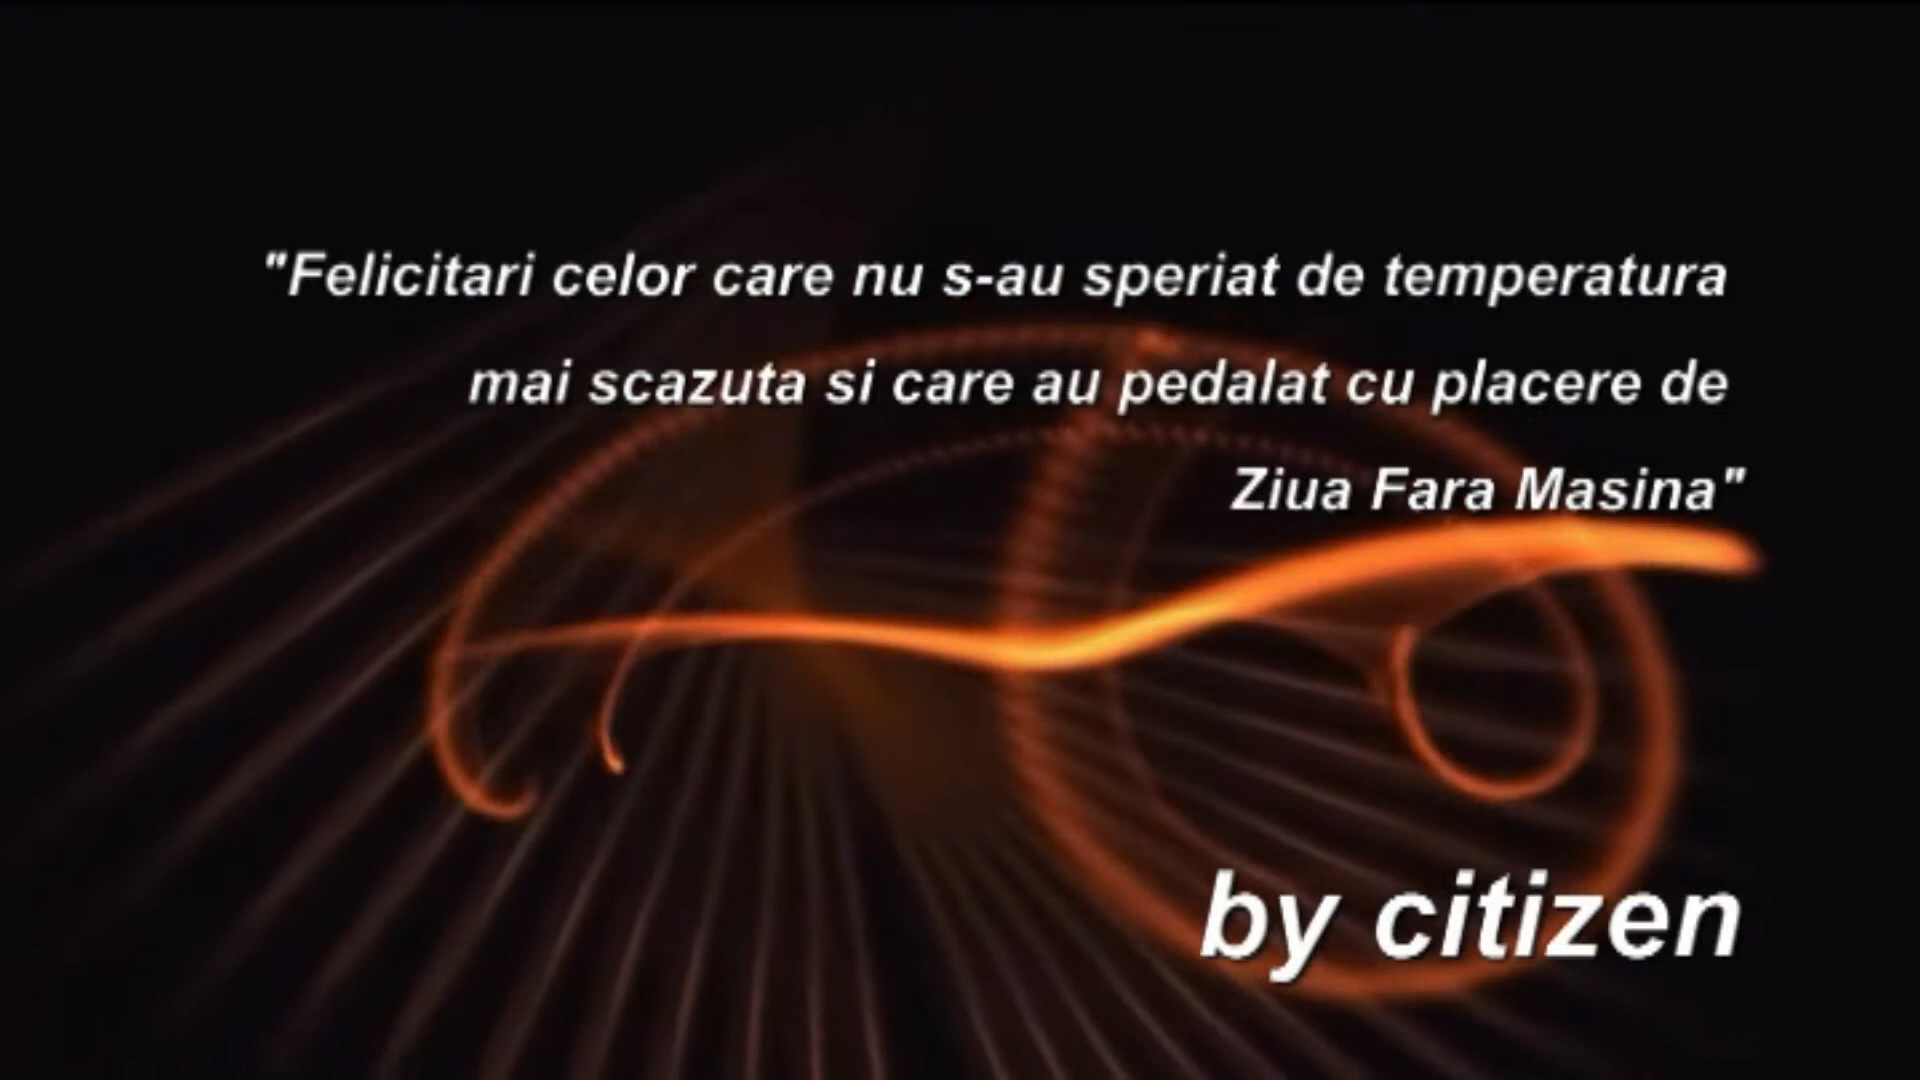 "Felicitari celor care nu s-au speriat de temperatura
mai scazuta si care au pedalat cu placere de
Ziua Fara Masina"
by citizen